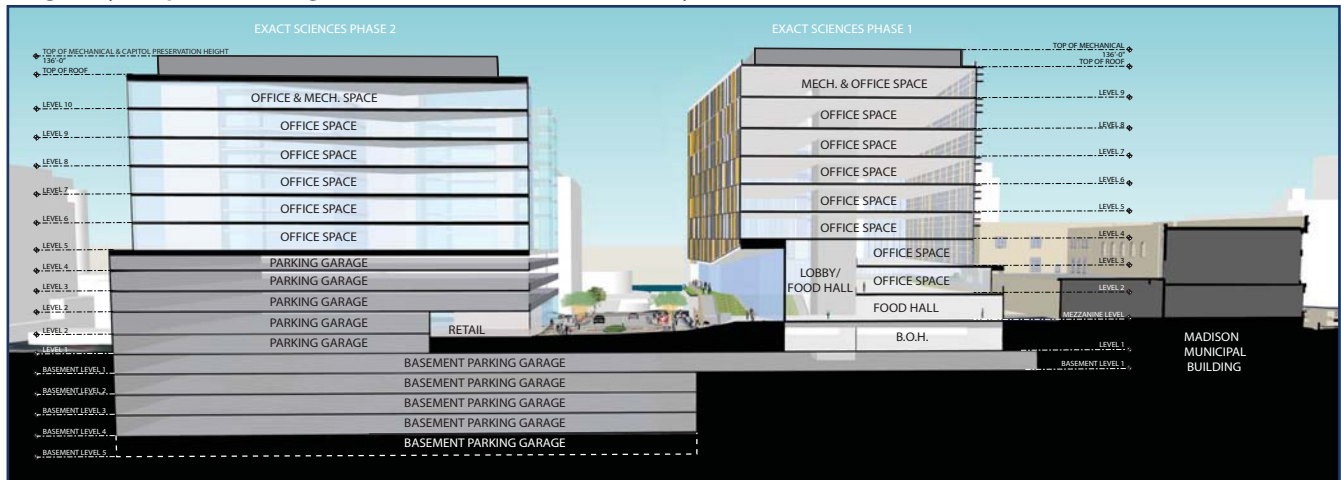 EXACT SCIENCES PHASE 2
EXACT SCIENCES PHASE 1
TOP OF MECHANICAL & CAPITOL PRESERVATION HEIGHT
136'-0"
TOP OF ROOF
LEVEL 10
LEVEL 9
LEVEL 8
LEVEL 7
LEVEL 6
LEVEL 5
LEVEL 4
LEVEL 3
LEVEL 2
LEVEL 2
LEVEL 1
BASEMENT LEVEL 1
BASEMENT LEVEL 2
BASEMENT LEVEL 3
BASEMENT LEVEL 4
BASEMENT LEVEL 5
OFFICE & MECH. SPACE
OFFICE SPACE
OFFICE SPACE
OFFICE SPACE
OFFICE SPACE
OFFICE SPACE
PARKING GARAGE
PARKING GARAGE
PARKING GARAGE
PARKING GARAGE
PARKING GARAGE
RETAIL
BASEMENT PARKING GARAGE
BASEMENT PARKING GARAGE
BASEMENT PARKING GARAGE
BASEMENT PARKING GARAGE
BASEMENT PARKING GARAGE
MECH. & OFFICE SPACE
OFFICE SPACE
OFFICE SPACE
OFFICE SPACE
OFFICE SPACE
OFFICE SPACE
OFFICE SPACE
OFFICE SPACE
LOBBY/
FOOD HALL
FOOD HALL
B.O.H.
TOP OF MECHANICAL
136'-0"
TOP OF ROOF
LEVEL 9
LEVEL 8
LEVEL 7
LEVEL 6
LEVEL 5
LEVEL 4
LEVEL 3
LEVEL 2
MEZZANINE LEVEL
LEVEL 1
BASEMENT LEVEL 1
MADISON
MUNICIPAL
BUILDING